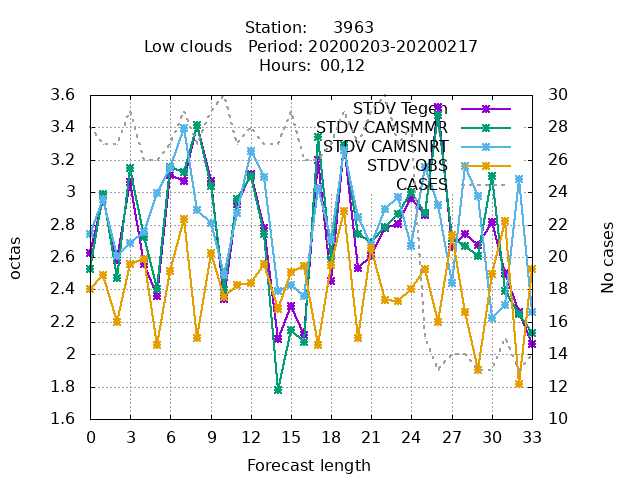 Station: 3963
Low clouds Period: 20200203-20200217
Hours: 00,12
3.6
3.4
3.2
3
2.8
2.6
2.4
2.2
2
1.8
1.6
octas
STDV Tegen
STDV CAMSMMR
STDV CAMSNRT
STDV OBS
CASES
30
28
26
24
22
20
18
16
14
12
10
No cases
0 3 6 9 12 15 18 21 24 27 30 33
Forecast length